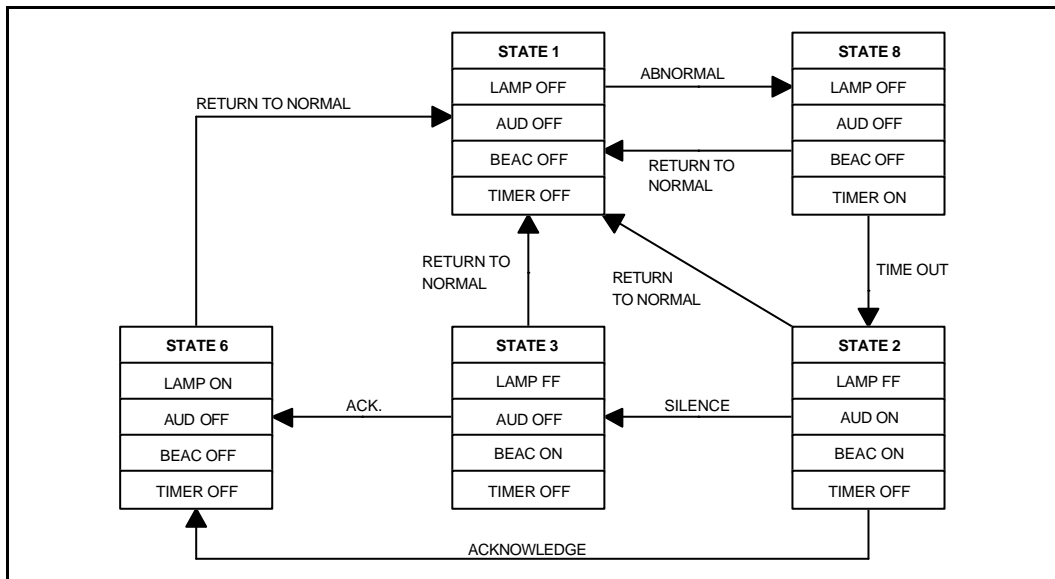 STATE 1
LAMP OFF
AUD OFF
BEAC OFF
TIMER OFF
ABNORMAL
STATE 8
LAMP OFF
AUD OFF
BEAC OFF
TIMER ON
RETURN TO NORMAL
RETURN TO
NORMAL
RETURN TO
NORMAL
RETURN
TO NORMAL
TIME OUT
STATE 6
LAMP ON
AUD OFF
BEAC OFF
TIMER OFF
ACK.
STATE 3
LAMP FF
AUD OFF
BEAC ON
TIMER OFF
SILENCE
STATE 2
LAMP FF
AUD ON
BEAC ON
TIMER OFF
ACKNOWLEDGE